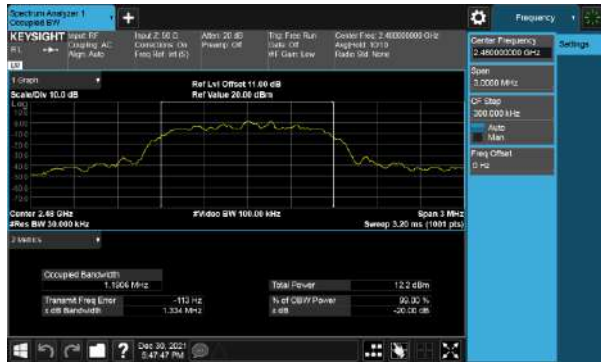 Spectrum Analyzer 1
Occupied BW
Frequency
KEYSIGHT
Input: RF
Coupling: AC
Align: Auto
Input Z: 50 Ω
Corrections: On
Freq Ref: Int (S)
Atten: 20 dB
Preamp: Off
Trig: Free Run
Gate: Off
#IF Gain: Low
Center Freq: 2.480000000 GHz
Avg|Hold: 10/10
Radio Std: None
Center Frequency
2.480000000 GHz
Settings
Span
3.0000 MHz
CF Step
300.000 kHz
Auto
Man
Freq Offset
0 Hz
1 Graph
Scale/Div 10.0 dB
Ref Lvl Offset 11.00 dB
Ref Value 20.00 dBm
Log
Center 2.48 GHz
#Res BW 30.000 kHz
#Video BW 100.00 kHz
Span 3 MHz
Sweep 3.20 ms (1001 pts)
2 Metrics
Occupied Bandwidth
1.1906 MHz
Total Power
12.2 dBm
Transmit Freq Error
-113 Hz
% of OBW Power
99.00 %
x dB Bandwidth
1.334 MHz
x dB
-20.00 dB
Dec 30, 2021
5:47:47 PM